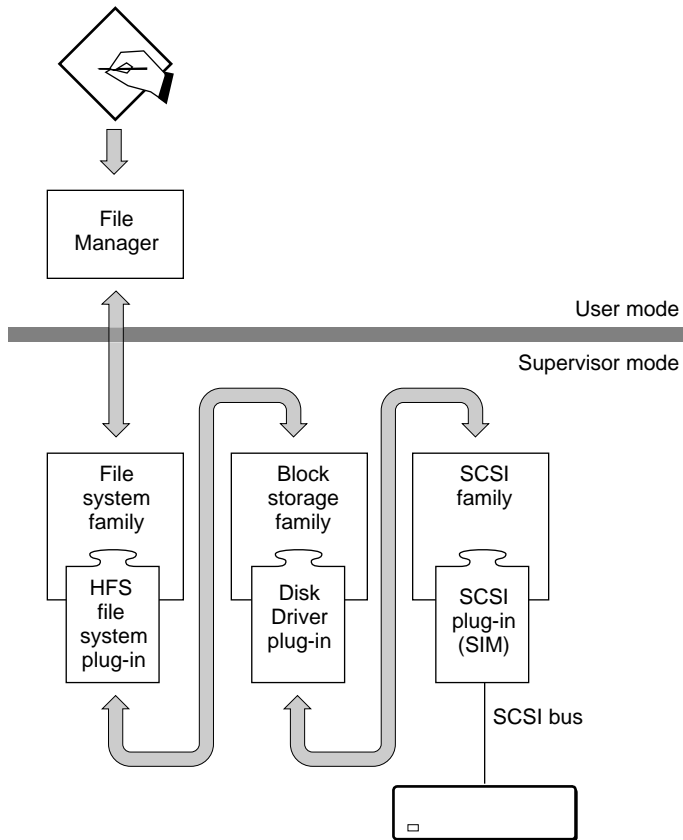 File
Manager
User mode
Supervisor mode
File
system
family
HFS
file
system
plug-in
Block
storage
family
Disk
Driver
plug-in
SCSI
family
SCSI
plug-in
(SIM)
SCSI bus